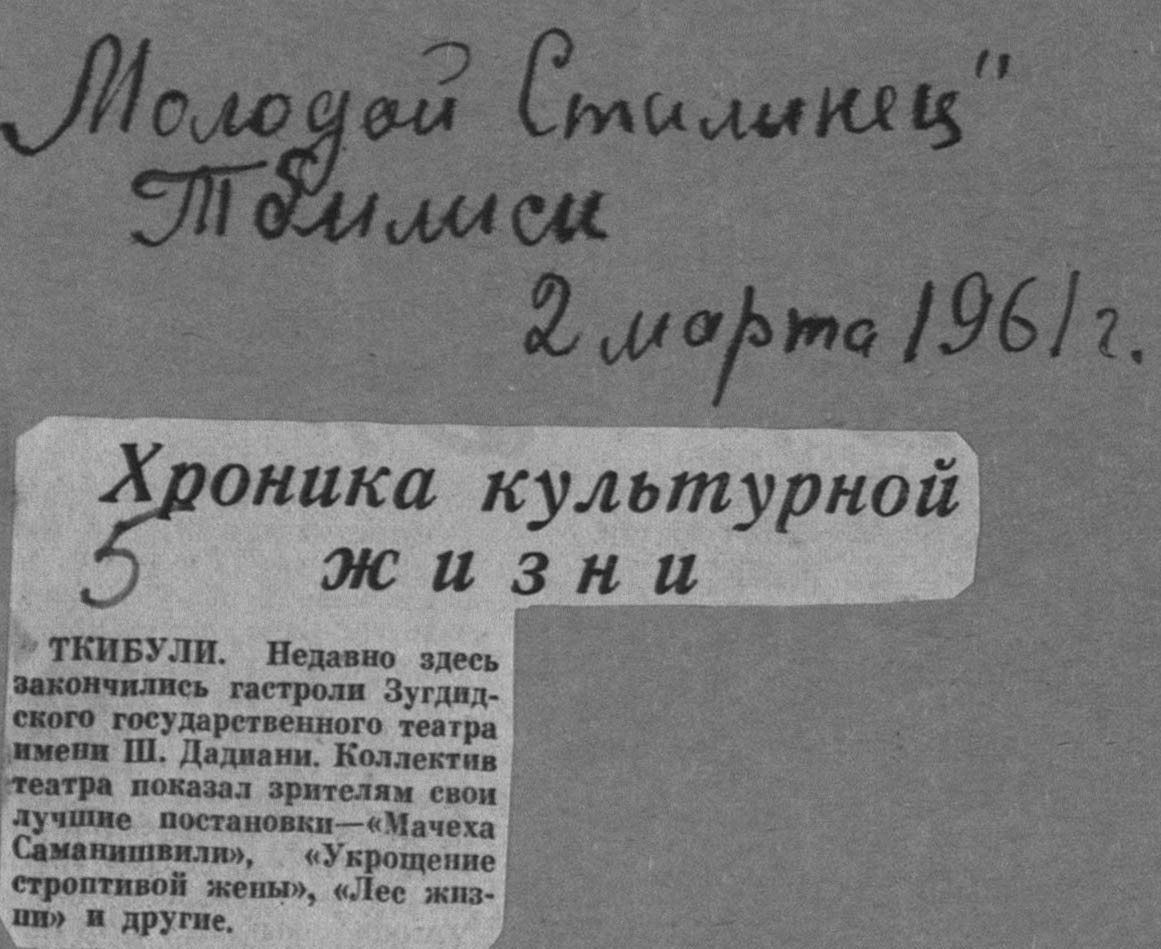 „Молодой Сталинец"
Тбилиси
2 марта 1961 г.
Хроника культурной
жизни
5
ТКИБУЛИ. Недавно здесь
закончились гастроли Зугдид-
ского государственного театра
имени Ш. Дадиани. Коллектив
театра показал зрителям свои
лучшие постановки—«Мачеха
Саманишвили», «Укрощение
строптивой жены», «Лес жиз-
ни» и другие.